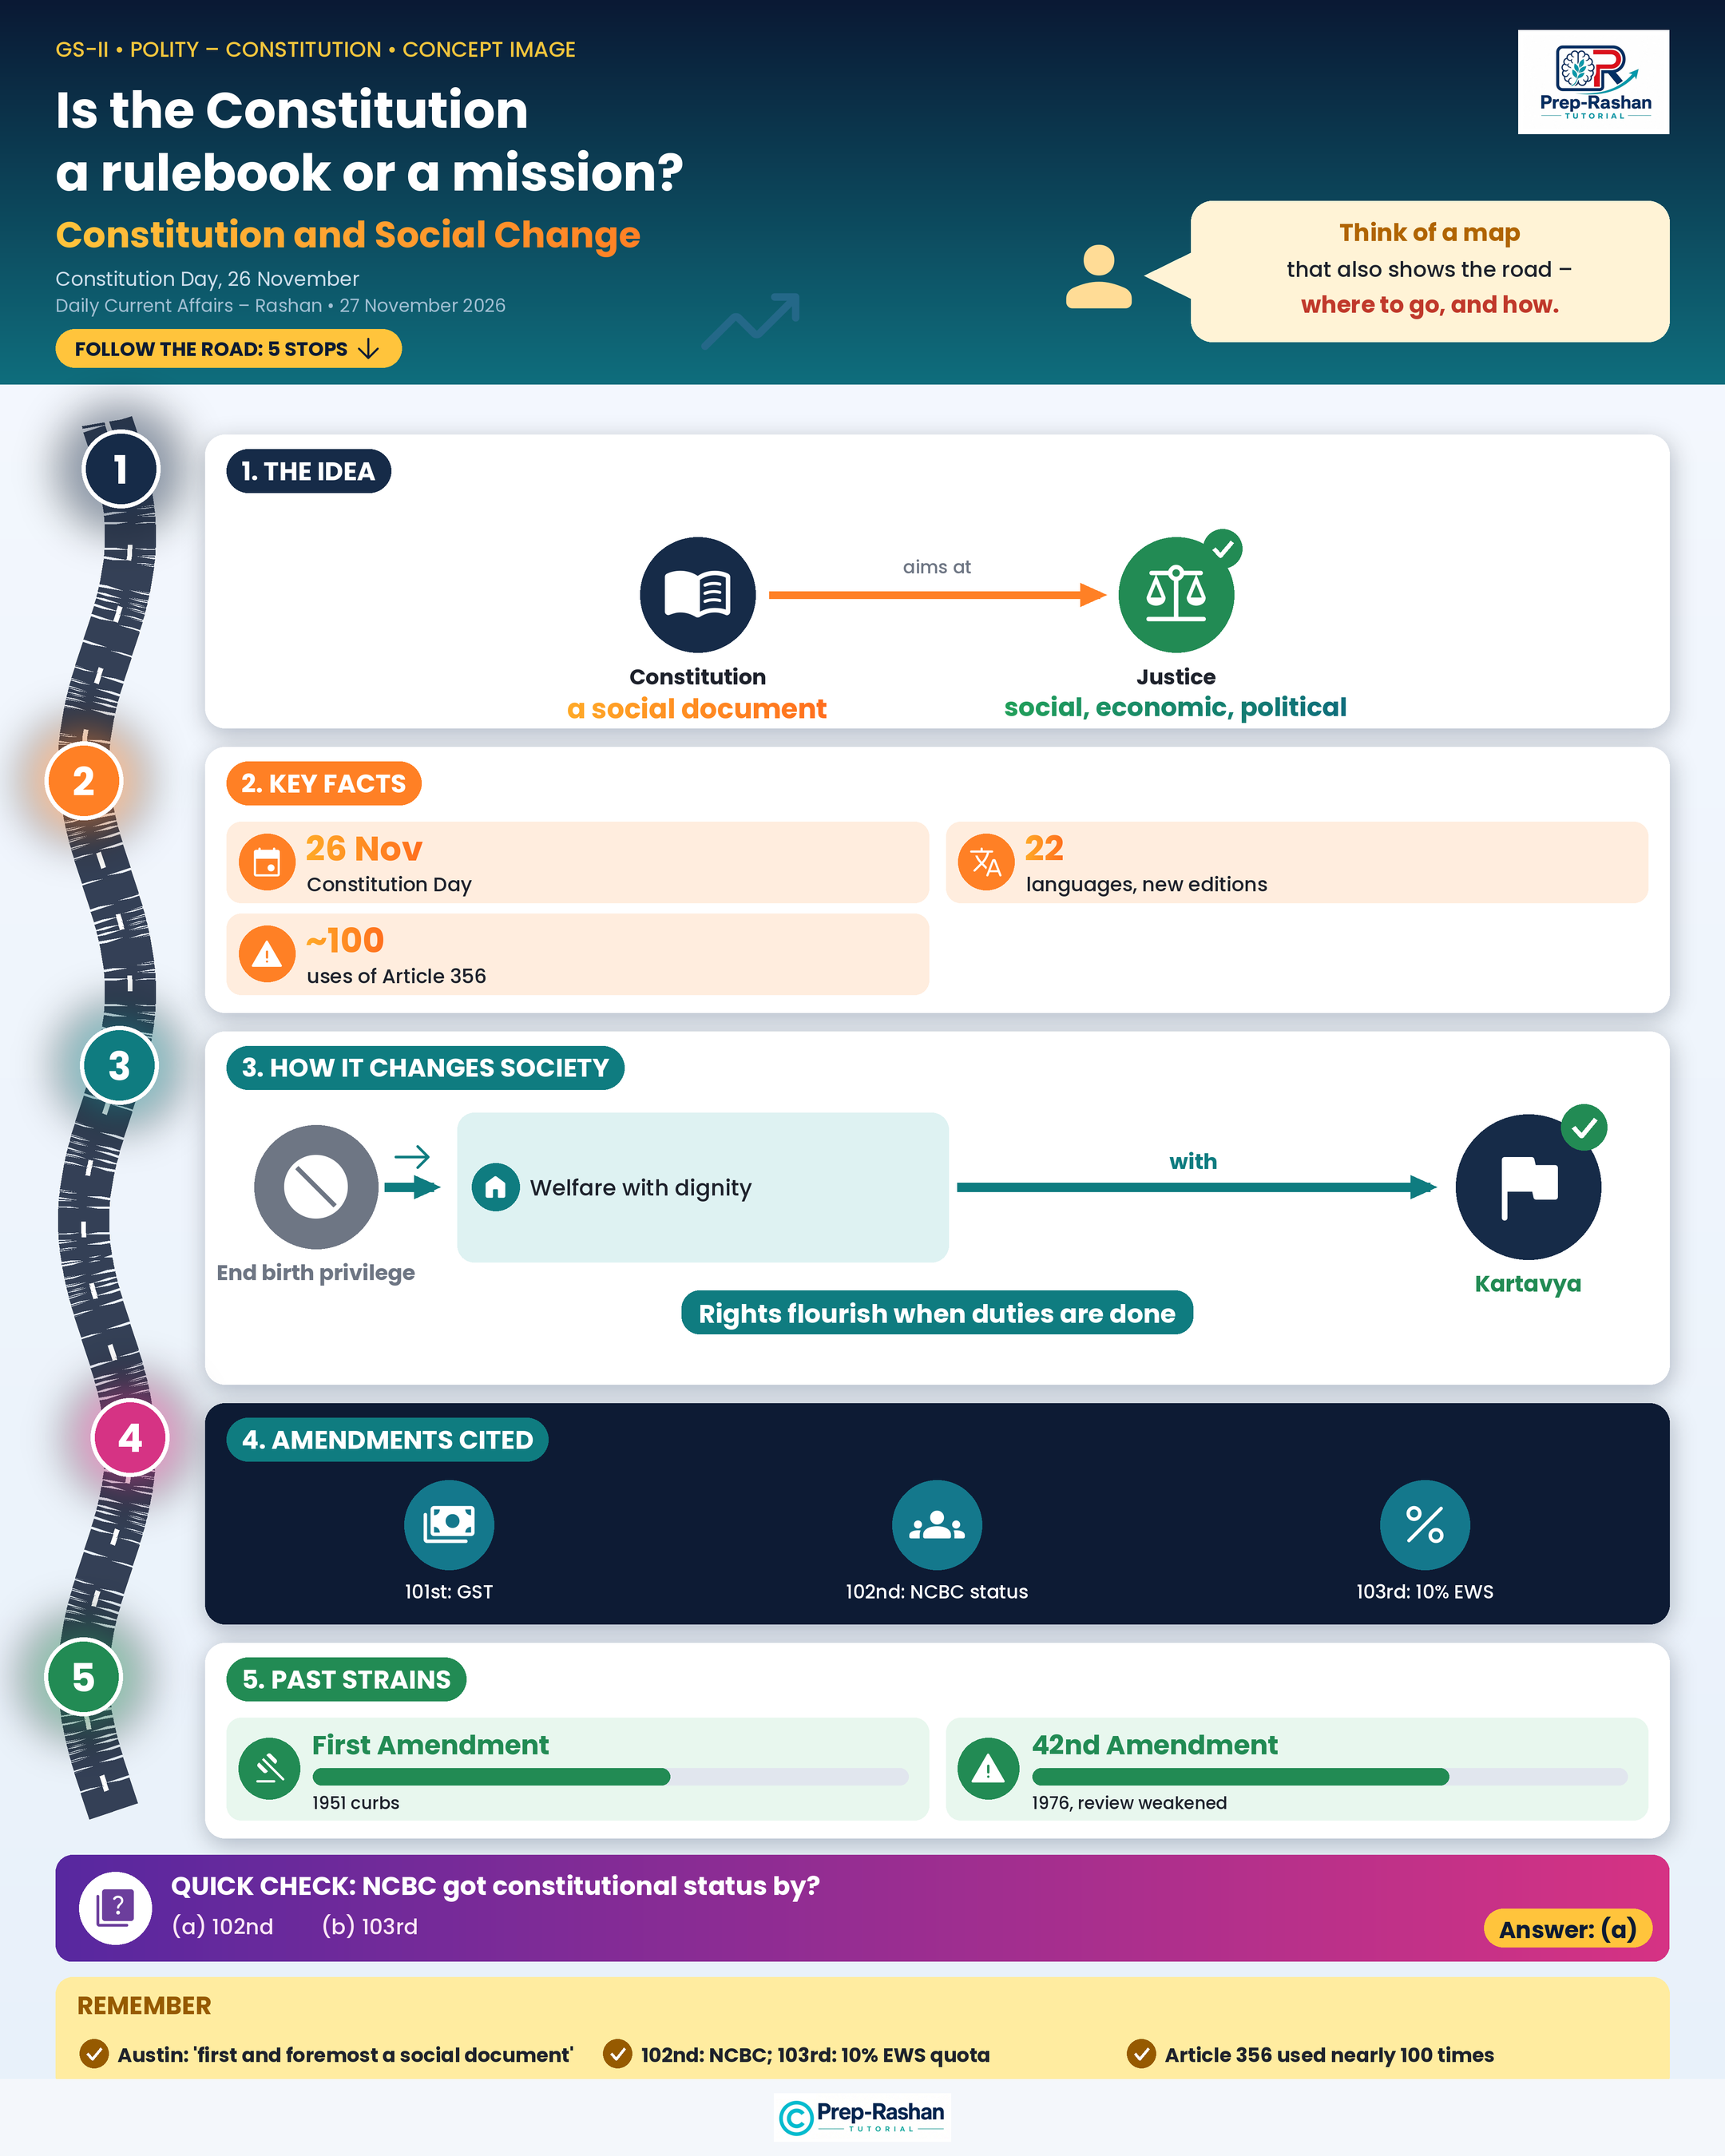 GS-II • POLITY – CONSTITUTION • CONCEPT IMAGE
Prep-Rashan
TUTORIAL
Is the Constitution
a rulebook or a mission?
Constitution and Social Change
Constitution Day, 26 November
Daily Current Affairs – Rashan • 27 November 2026
FOLLOW THE ROAD: 5 STOPS
Think of a map
that also shows the road –
where to go, and how.
1
1. THE IDEA
aims at
Constitution
a social document
Justice
social, economic, political
2
2. KEY FACTS
26 Nov
Constitution Day
22
languages, new editions
~100
uses of Article 356
3
3. HOW IT CHANGES SOCIETY
End birth privilege
Welfare with dignity
with
Kartavya
Rights flourish when duties are done
4
4. AMENDMENTS CITED
101st: GST
102nd: NCBC status
103rd: 10% EWS
5
5. PAST STRAINS
First Amendment
1951 curbs
42nd Amendment
1976, review weakened
QUICK CHECK: NCBC got constitutional status by?
(a) 102nd (b) 103rd
Answer: (a)
REMEMBER
Austin: 'first and foremost a social document'
102nd: NCBC; 103rd: 10% EWS quota
Article 356 used nearly 100 times
© Prep-Rashan
TUTORIAL